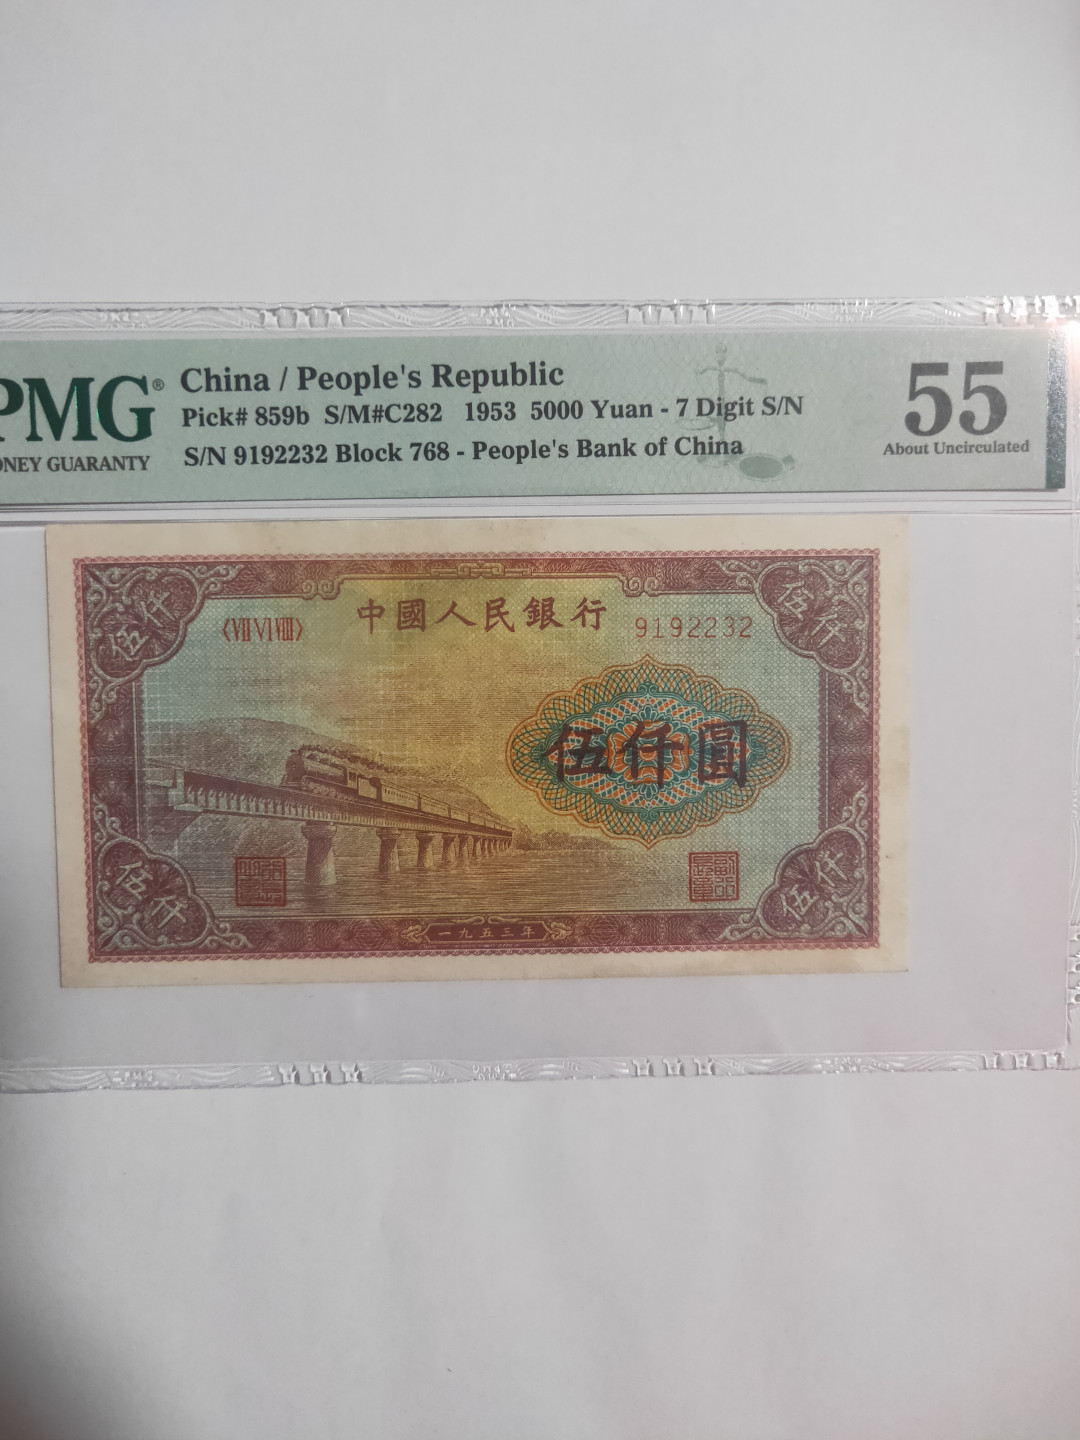 PMG®
ONEY GUARANTY
China / People's Republic
Pick# 859b S/M#C282 1953 5000 Yuan - 7 Digit S/N
S/N 9192232 Block 768 - People's Bank of China
55
About Uncirculated
伍仟
伍仟
中國人民銀行
〈VII VI VIII〉
9192232
伍仟圓
伍仟
伍仟
一九五三年